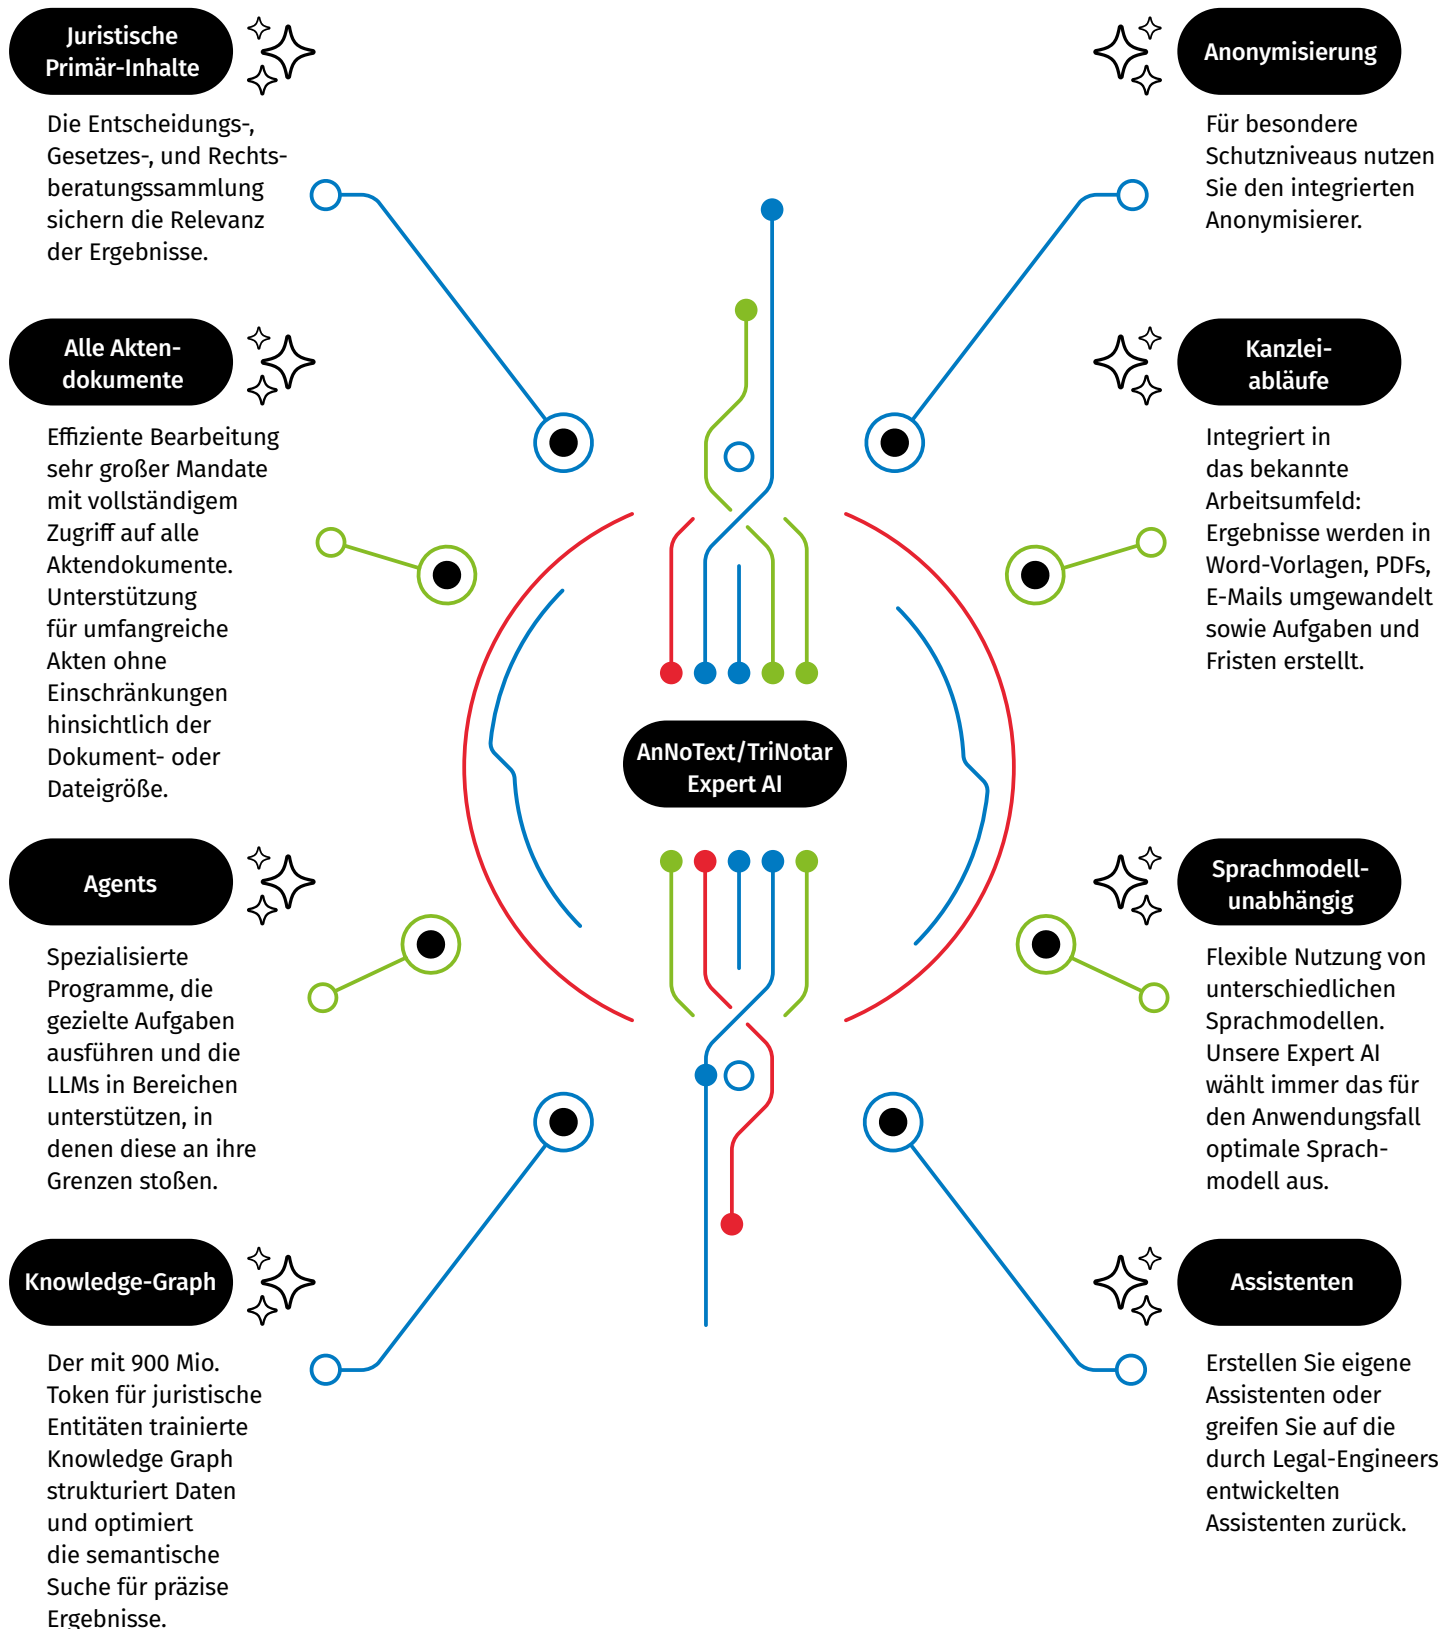 Juristische
Primär-Inhalte
Die Entscheidungs-,
Gesetzes-, und Rechts-
beratungssammlung
sichern die Relevanz
der Ergebnisse.
Alle Akten-
dokumente
Effiziente Bearbeitung
sehr großer Mandate
mit vollständigem
Zugriff auf alle
Aktendokumente.
Unterstützung
für umfangreiche
Akten ohne
Einschränkungen
hinsichtlich der
Dokument- oder
Dateigröße.
Agents
Spezialisierte
Programme, die
gezielte Aufgaben
ausführen und die
LLMs in Bereichen
unterstützen, in
denen diese an ihre
Grenzen stoßen.
Knowledge-Graph
Der mit 900 Mio.
Token für juristische
Entitäten trainierte
Knowledge Graph
strukturiert Daten
und optimiert
die semantische
Suche für präzise
Ergebnisse.
AnNoText/TriNotar
Expert AI
Anonymisierung
Für besondere
Schutzniveaus nutzen
Sie den integrierten
Anonymisierer.
Kanzlei-
abläufe
Integriert in
das bekannte
Arbeitsumfeld:
Ergebnisse werden in
Word-Vorlagen, PDFs,
E-Mails umgewandelt
sowie Aufgaben und
Fristen erstellt.
Sprachmodell-
unabhängig
Flexible Nutzung von
unterschiedlichen
Sprachmodellen.
Unsere Expert AI
wählt immer das für
den Anwendungsfall
optimale Sprach-
modell aus.
Assistenten
Erstellen Sie eigene
Assistenten oder
greifen Sie auf die
durch Legal-Engineers
entwickelten
Assistenten zurück.